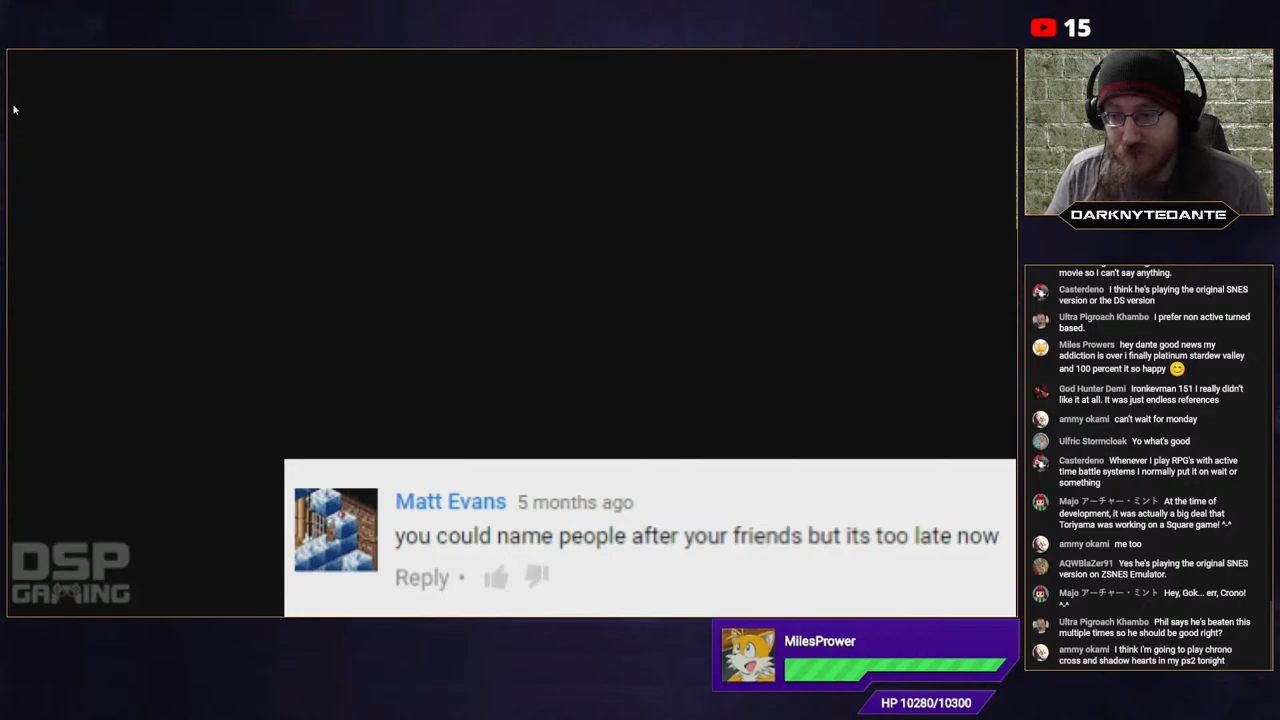 15
DARKNYTEDANTE
movie so I can't say anything.
Casterdeno I think he's playing the original SNES
version or the DS version
Ultra Pigroach Khambo I prefer non active turned
based.
Miles Prowers hey dante good news my
addiction is over i finally platinum stardew valley
and 100 percent it so happy 😊
God Hunter Demi Ironkevman 151 I really didn't
like it at all. It was just endless references
ammy okami can't wait for monday
Ulfric Stormcloak Yo what's good
Casterdeno Whenever I play RPG's with active
time battle systems I normally put it on wait or
something
Majo アーチャー・ミント At the time of
development, it was actually a big deal that
Toriyama was working on a Square game! ^-^
ammy okami me too
AQWBlaZer91 Yes he's playing the original SNES
version on ZSNES Emulator.
Majo アーチャー・ミント Hey, Gok... err, Crono!
^-^
Ultra Pigroach Khambo Phil says he's beaten this
multiple times so he should be good right?
ammy okami I think I'm going to play chrono
cross and shadow hearts in my ps2 tonight
Matt Evans 5 months ago
you could name people after your friends but its too late now
Reply •
DSP
GAMING
MilesPrower
HP 10280/10300